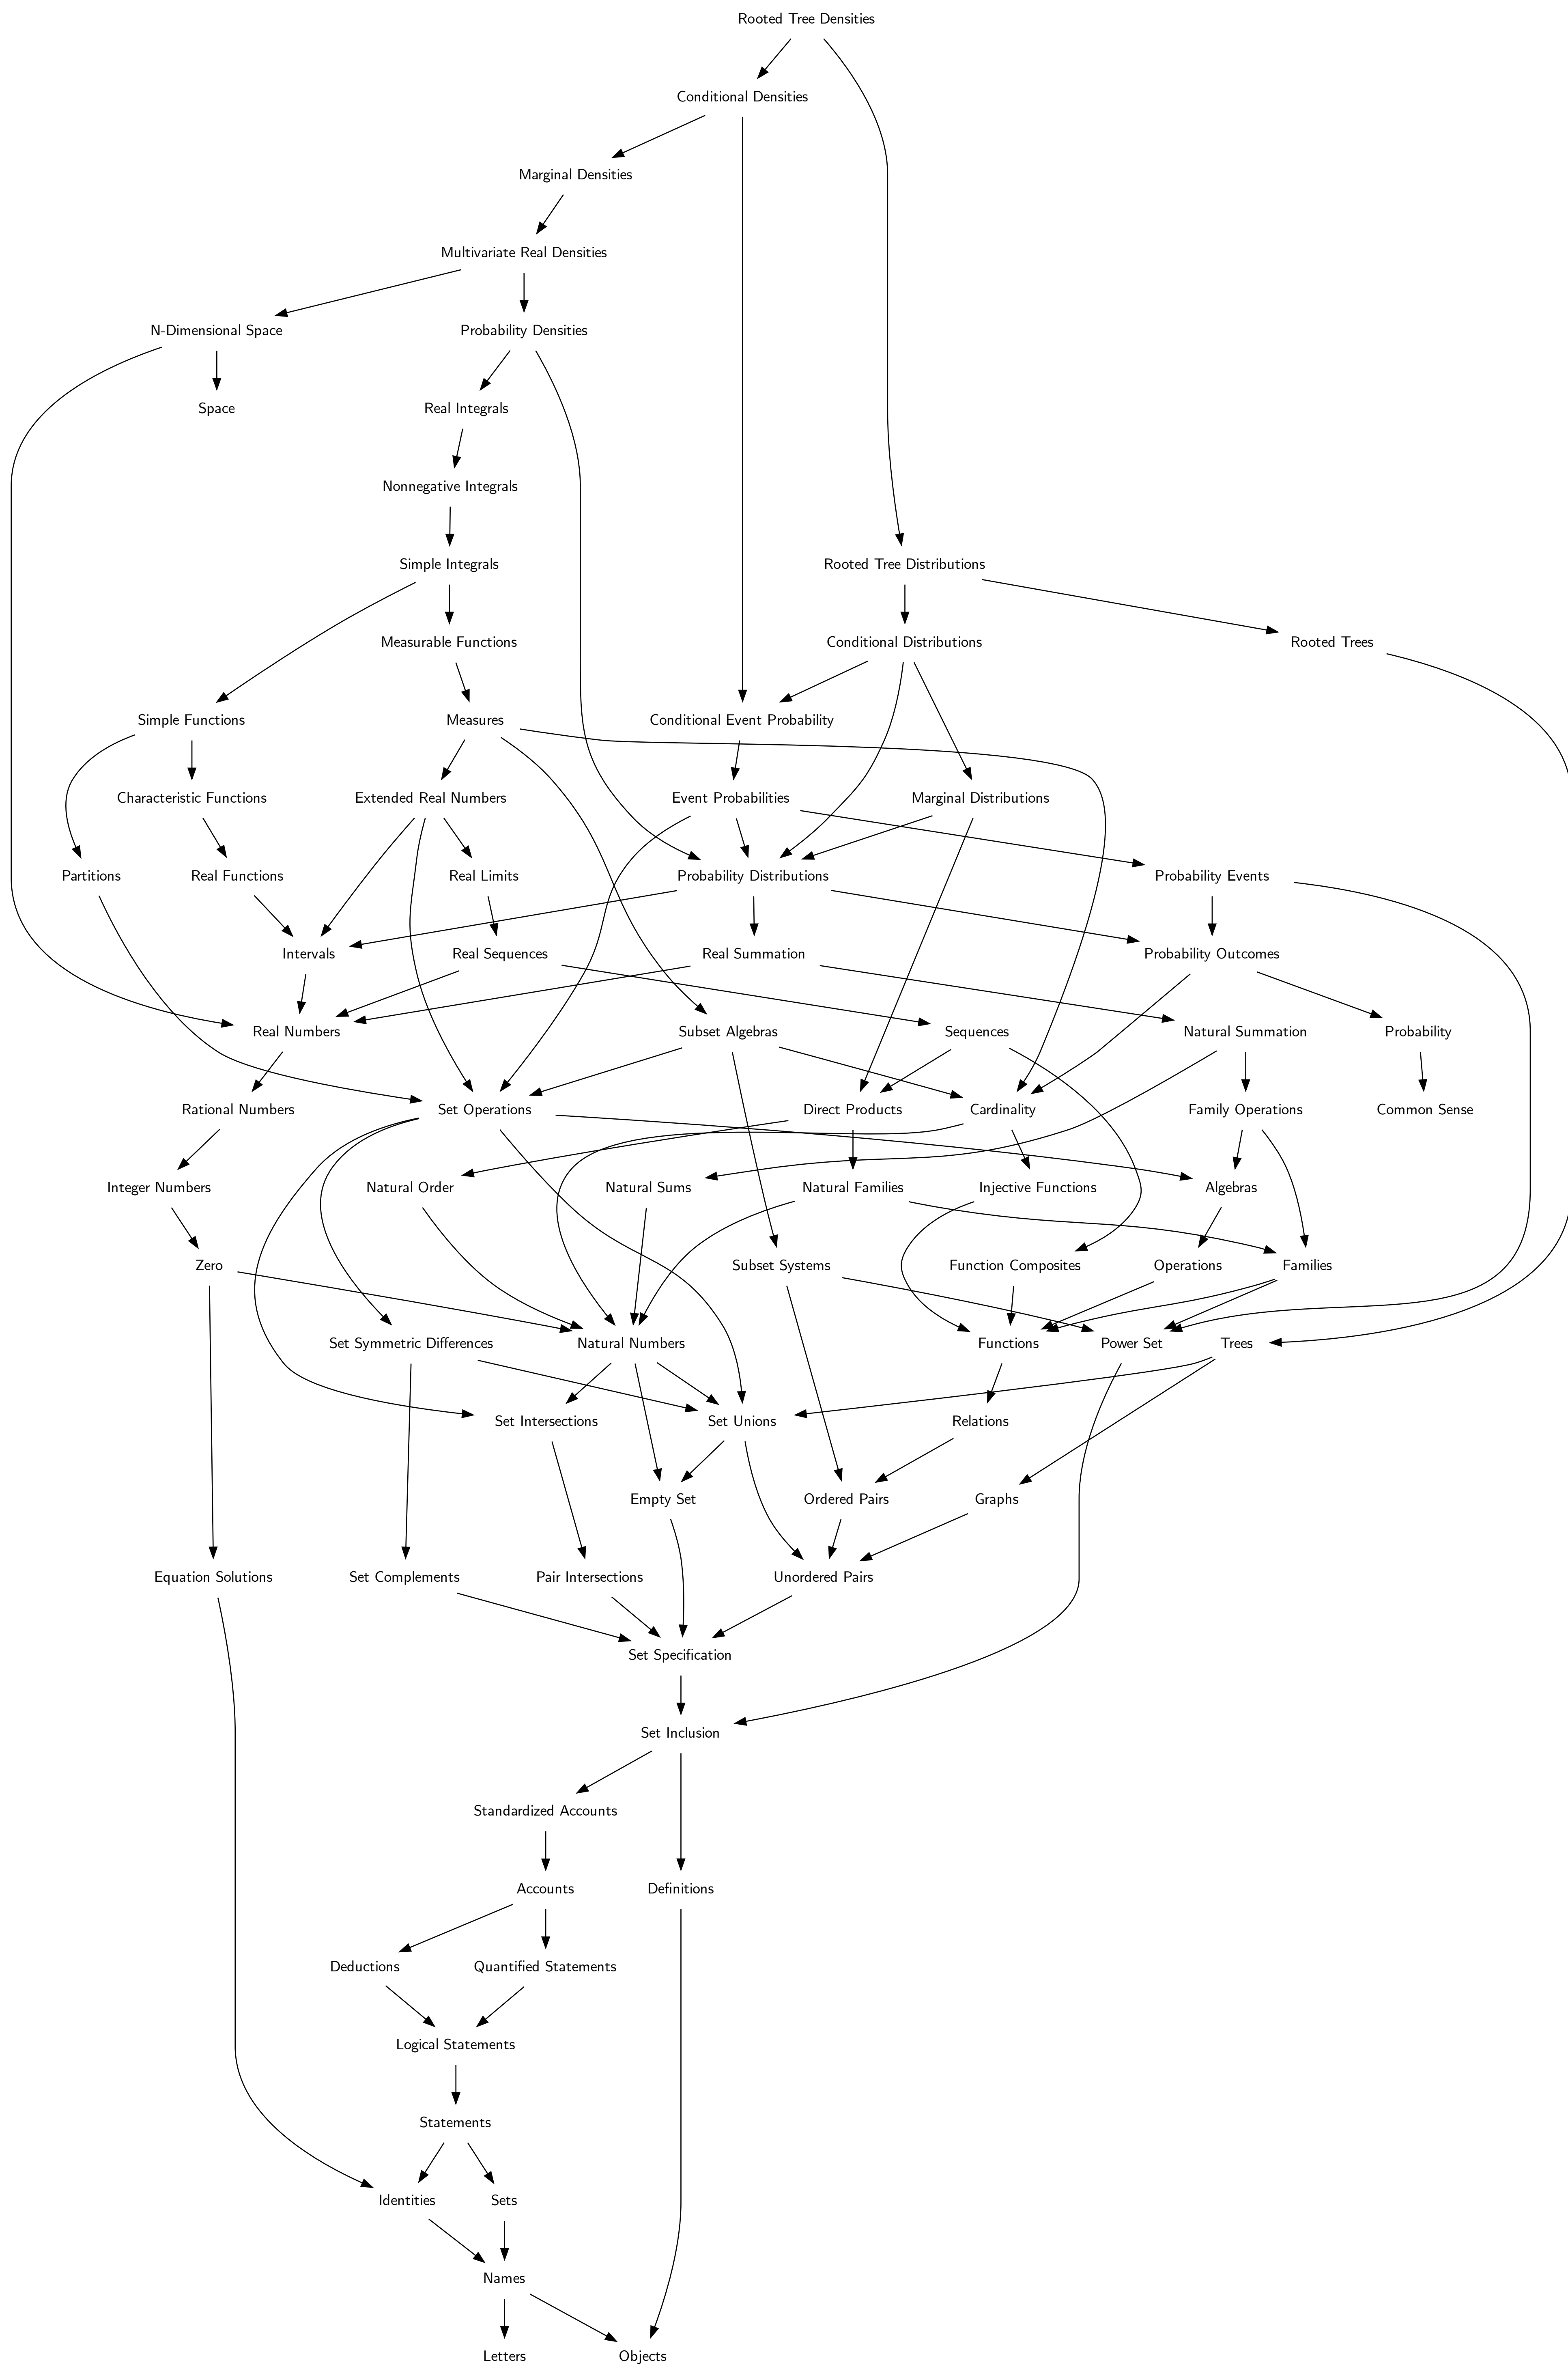 Rooted Tree Densities
Conditional Densities
Marginal Densities
Multivariate Real Densities
N-Dimensional Space
Probability Densities
Space
Real Integrals
Nonnegative Integrals
Simple Integrals
Rooted Tree Distributions
Measurable Functions
Conditional Distributions
Rooted Trees
Simple Functions
Measures
Conditional Event Probability
Characteristic Functions
Extended Real Numbers
Event Probabilities
Marginal Distributions
Partitions
Real Functions
Real Limits
Probability Distributions
Probability Events
Intervals
Real Sequences
Real Summation
Probability Outcomes
Real Numbers
Subset Algebras
Sequences
Natural Summation
Probability
Rational Numbers
Set Operations
Direct Products
Cardinality
Family Operations
Common Sense
Integer Numbers
Natural Order
Natural Sums
Natural Families
Injective Functions
Algebras
Zero
Subset Systems
Function Composites
Operations
Families
Set Symmetric Differences
Natural Numbers
Functions
Power Set
Trees
Set Intersections
Set Unions
Relations
Empty Set
Ordered Pairs
Graphs
Equation Solutions
Set Complements
Pair Intersections
Unordered Pairs
Set Specification
Set Inclusion
Standardized Accounts
Accounts
Definitions
Deductions
Quantified Statements
Logical Statements
Statements
Identities
Sets
Names
Letters
Objects